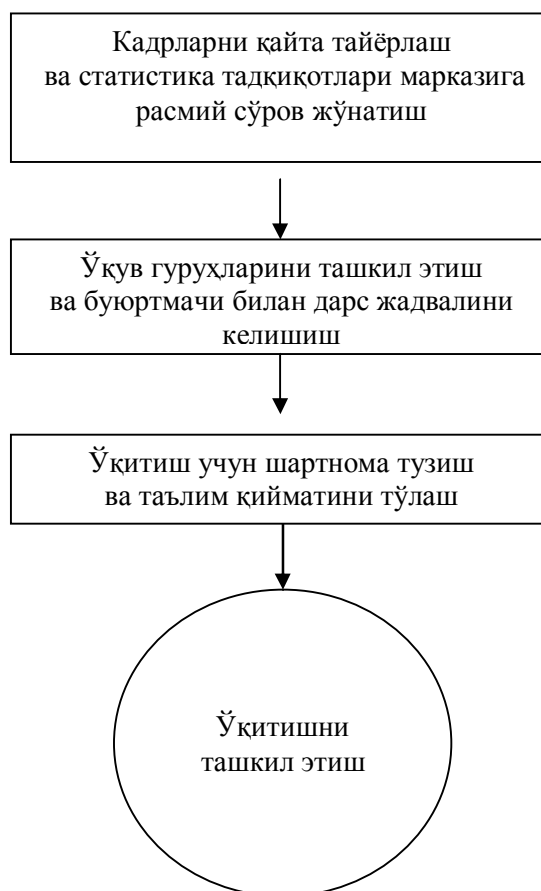 Кадрларни қайта тайёрлаш
ва статистика тадқиқотлари марказига
расмий сўров жўнатиш
Ўқув гуруҳларини ташкил этиш
ва буюртмачи билан дарс жадвалини
келишиш
Ўқитиш учун шартнома тузиш
ва таълим қийматини тўлаш
Ўқитишни
ташкил этиш